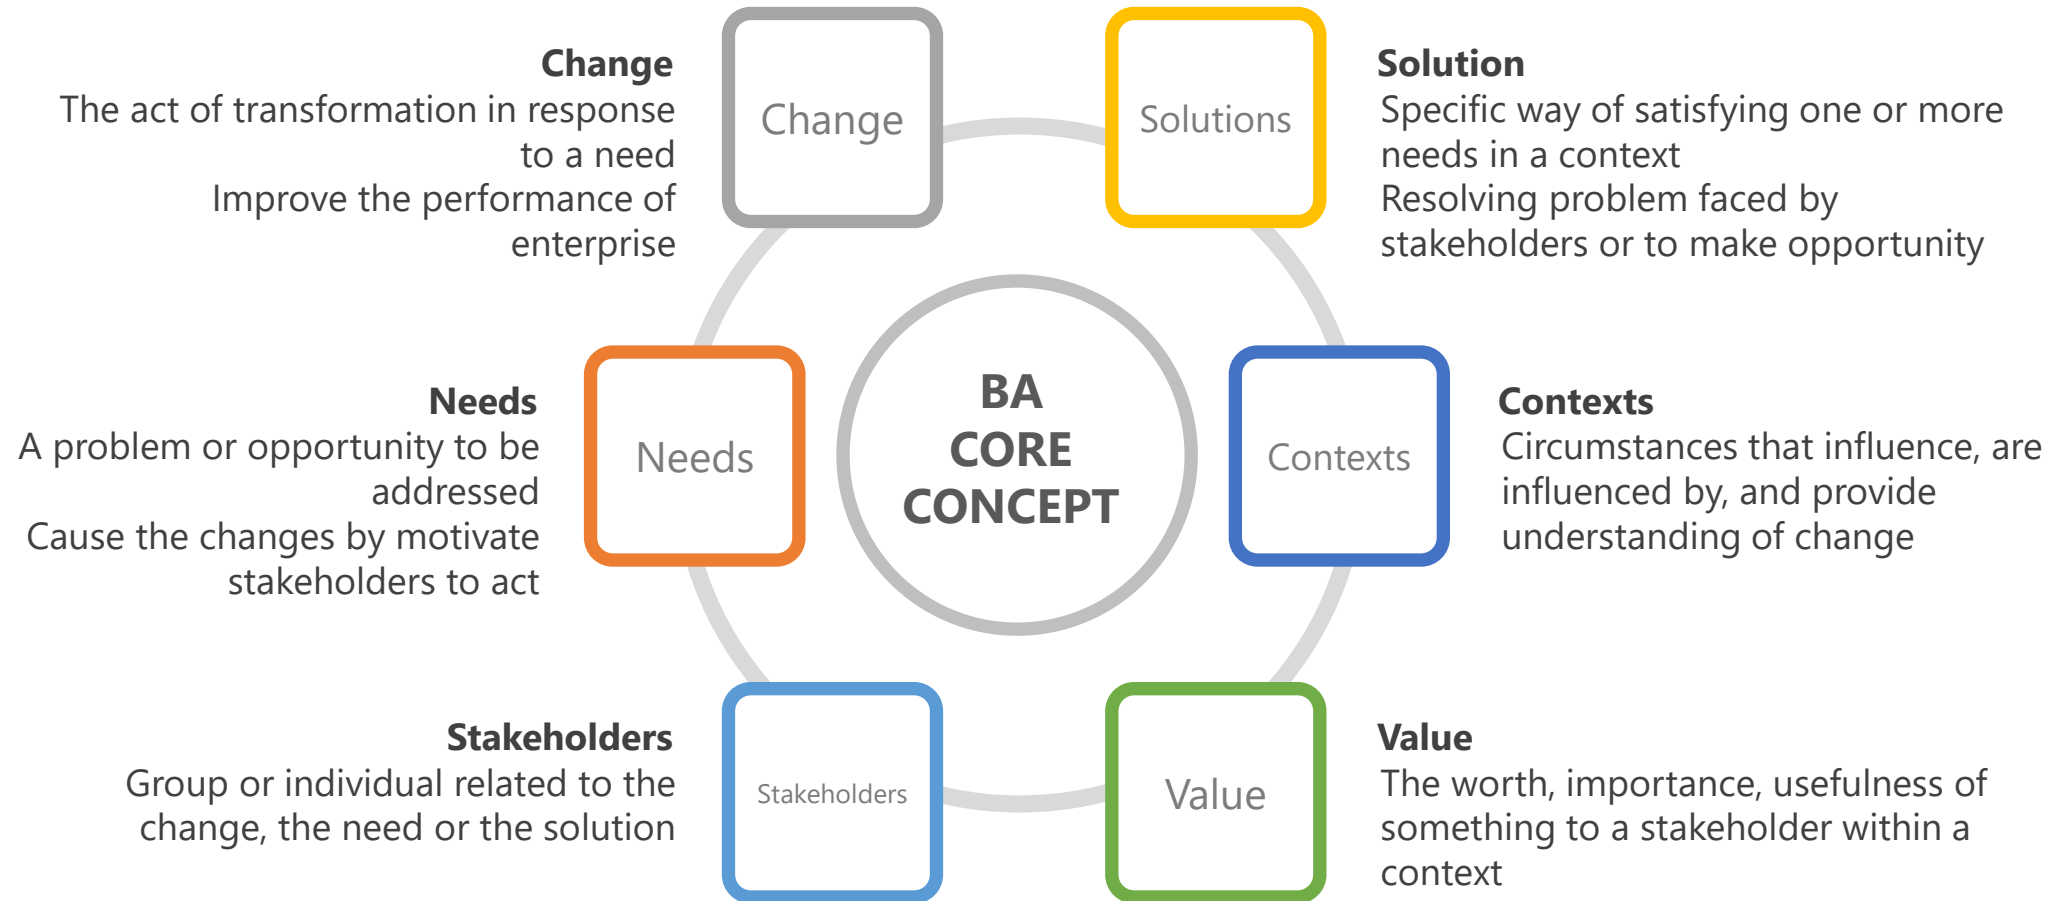 Change
The act of transformation in response
to a need
Improve the performance of
enterprise
Change
Solutions
Solution
Specific way of satisfying one or more
needs in a context
Resolving problem faced by
stakeholders or to make opportunity
Needs
A problem or opportunity to be
addressed
Cause the changes by motivate
stakeholders to act
Needs
BA
CORE
CONCEPT
Contexts
Contexts
Circumstances that influence, are
influenced by, and provide
understanding of change
Stakeholders
Group or individual related to the
change, the need or the solution
Stakeholders
Value
Value
The worth, importance, usefulness of
something to a stakeholder within a
context